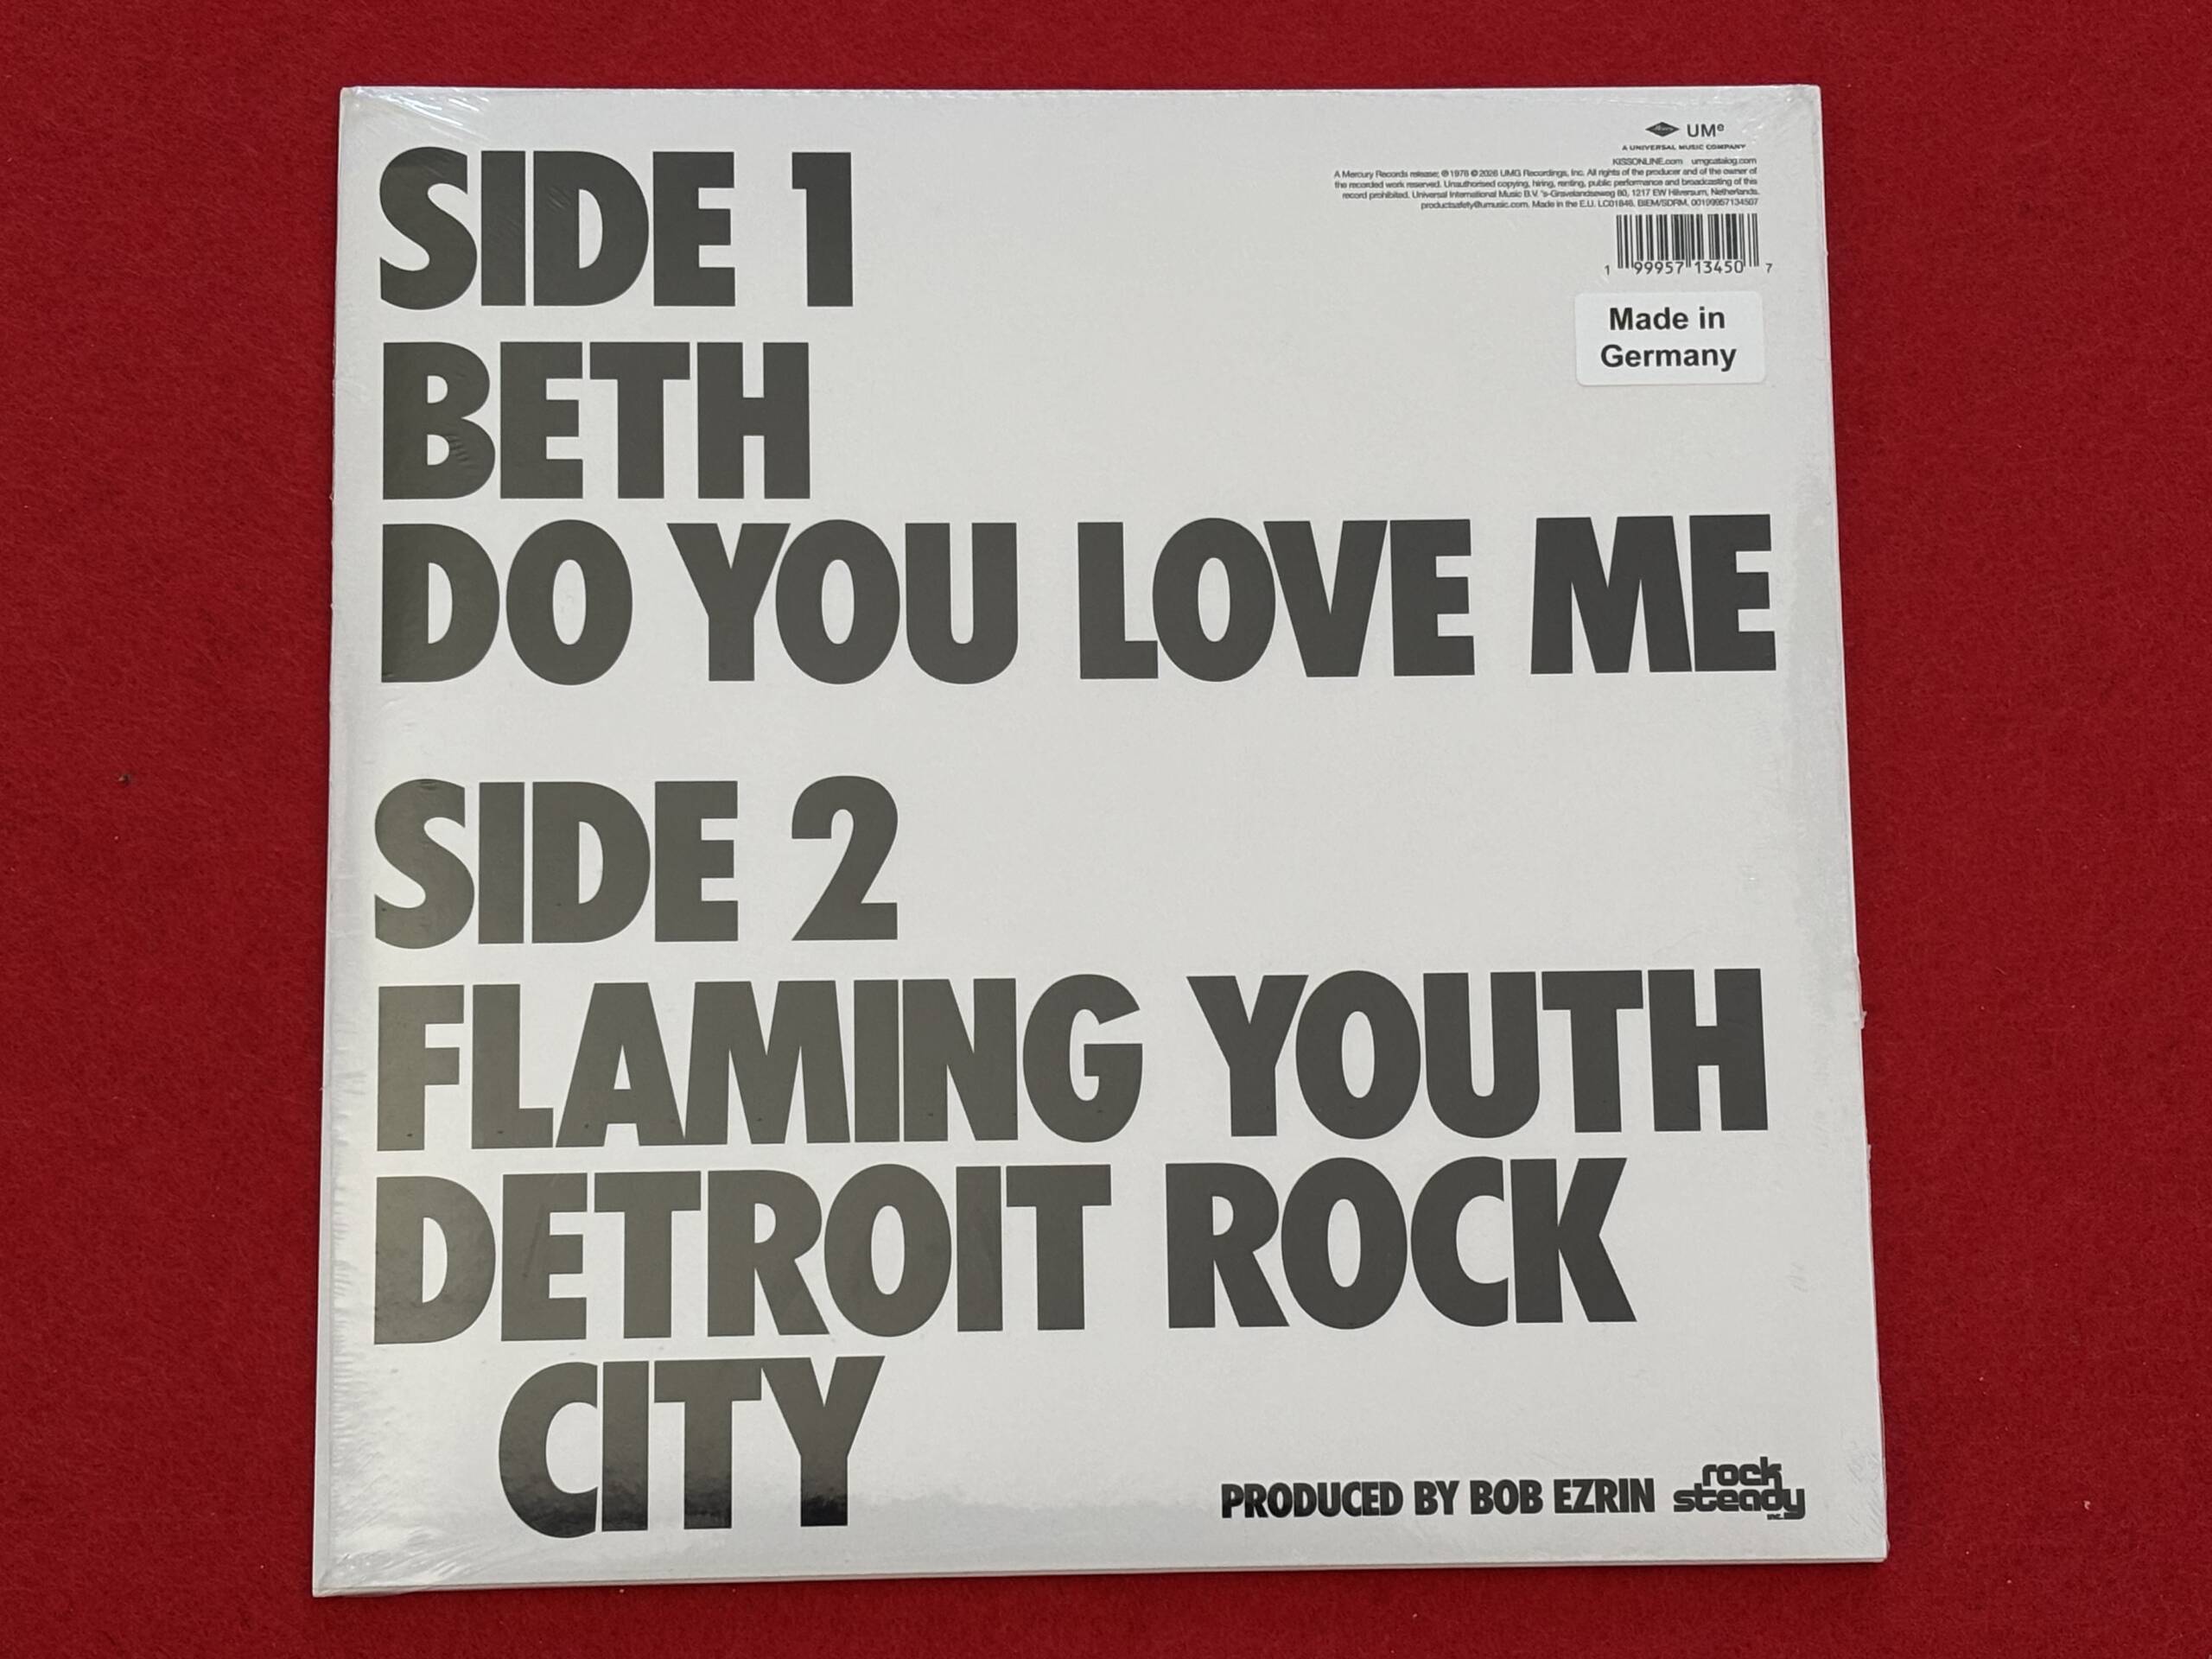 SIDE 1
BETH
DO YOU LOVE ME
SIDE 2
FLAMING YOUTH
DETROIT ROCK
CITY
UMe
A UNIVERSAL MUSIC COMPANY
KISSONLINE.com umgcatalog.com
A Mercury Records release; ℗ 1976 © 2026 UMG Recordings, Inc. All rights of the producer and of the owner of
the recorded work reserved. Unauthorised copying, hiring, renting, public performance and broadcasting of this
record prohibited. Universal International Music B.V. 's-Gravelandseweg 80, 1217 EW Hilversum, Netherlands.
productsafety@umusic.com. Made in the E.U. LC01846. BIEM/SDRM. 00199957134507
1 99957 13450 7
Made in
Germany
PRODUCED BY BOB EZRIN
rock
steady
INC.